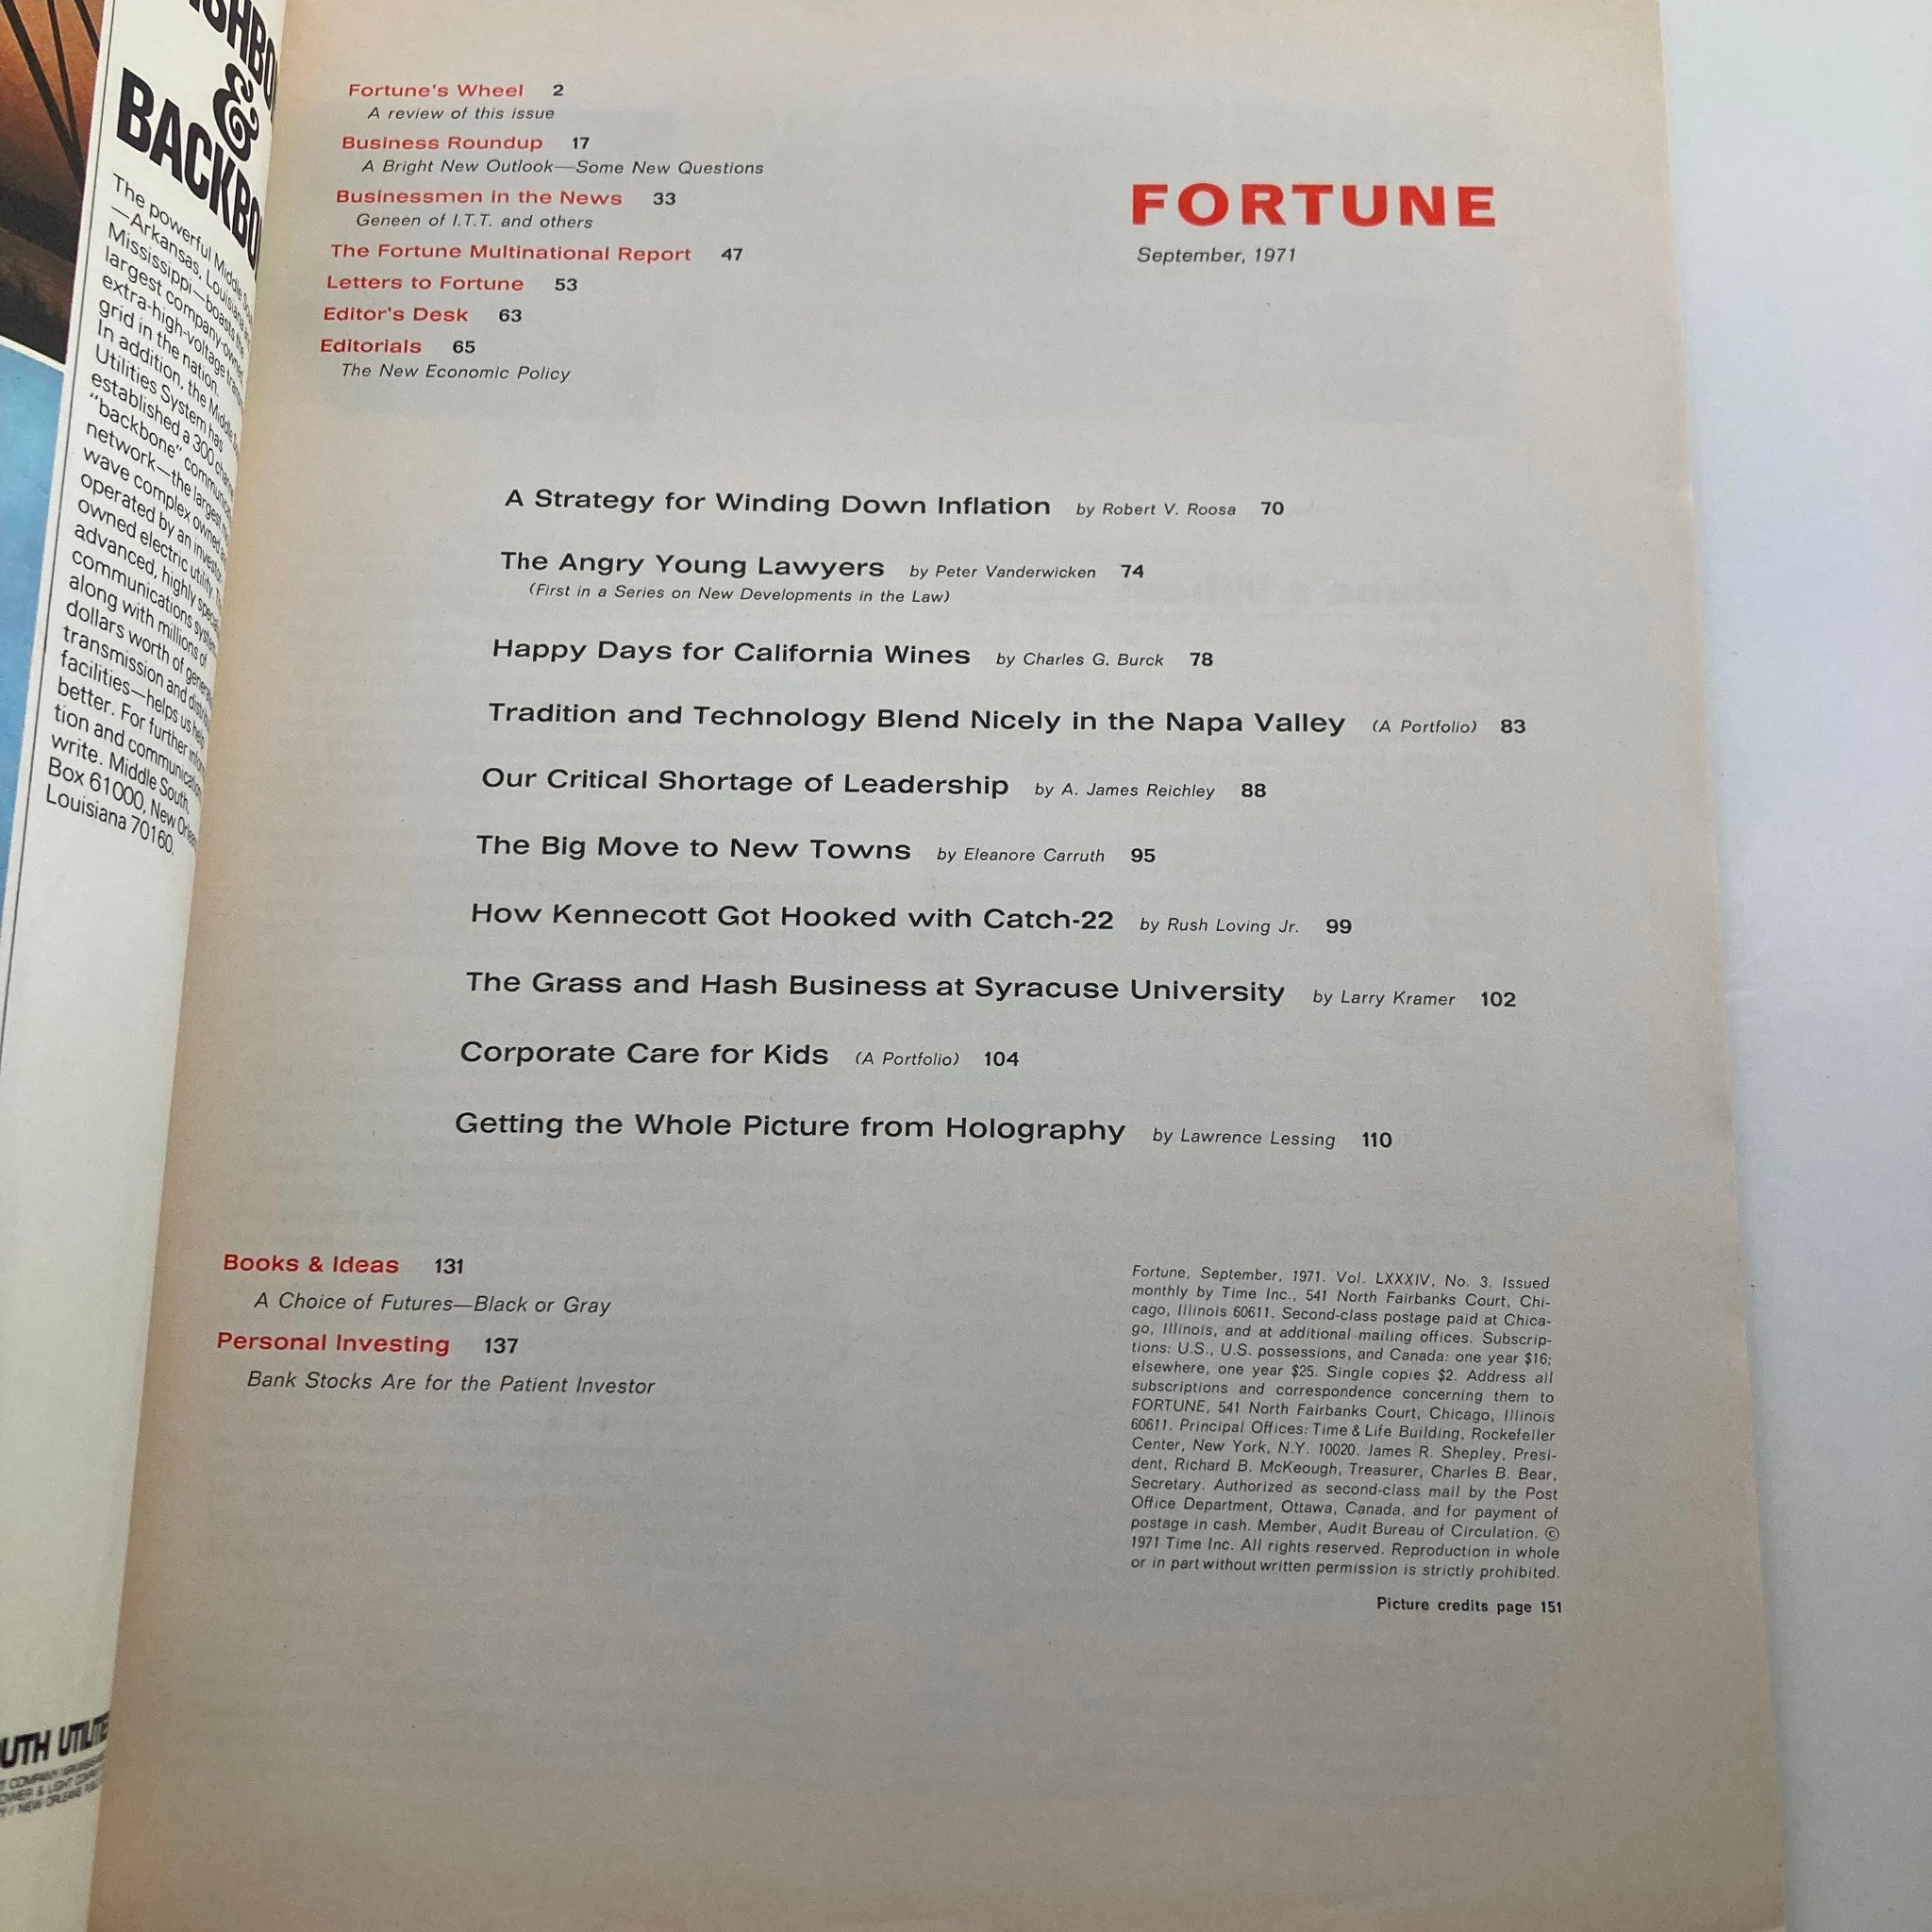 &
The powerful Middle
—Arkansas, Louisiana
Mississippi—boasts the
largest company-owned
extra-high-voltage
grid in the nation.
In addition, the Middle
Utilities System has
established a 300
"backbone"
network—the largest
wave complex owned
operated by an
owned electric utility.
advanced, highly
communications system
along with millions of
dollars worth of
transmission and
facilities—helps us help
better. For further
tion and
write. Middle South,
Box 61000, New
Louisiana 70160.
Fortune's Wheel 2
A review of this issue
Business Roundup 17
A Bright New Outlook—Some New Questions
Businessmen in the News 33
Geneen of I.T.T. and others
The Fortune Multinational Report 47
Letters to Fortune 53
Editor's Desk 63
Editorials 65
The New Economic Policy
FORTUNE
September, 1971
A Strategy for Winding Down Inflation by Robert V. Roosa 70
The Angry Young Lawyers by Peter Vanderwicken 74
(First in a Series on New Developments in the Law)
Happy Days for California Wines by Charles G. Burck 78
Tradition and Technology Blend Nicely in the Napa Valley (A Portfolio) 83
Our Critical Shortage of Leadership by A. James Reichley 88
The Big Move to New Towns by Eleanore Carruth 95
How Kennecott Got Hooked with Catch-22 by Rush Loving Jr. 99
The Grass and Hash Business at Syracuse University by Larry Kramer 102
Corporate Care for Kids (A Portfolio) 104
Getting the Whole Picture from Holography by Lawrence Lessing 110
Books & Ideas 131
A Choice of Futures—Black or Gray
Personal Investing 137
Bank Stocks Are for the Patient Investor
Fortune, September, 1971. Vol. LXXXIV, No. 3. Issued
monthly by Time Inc., 541 North Fairbanks Court, Chi-
cago, Illinois 60611. Second-class postage paid at Chica-
go, Illinois, and at additional mailing offices. Subscrip-
tions: U.S., U.S. possessions, and Canada: one year $16;
elsewhere, one year $25. Single copies $2. Address all
subscriptions and correspondence concerning them to
FORTUNE, 541 North Fairbanks Court, Chicago, Illinois
60611. Principal Offices: Time & Life Building, Rockefeller
Center, New York, N.Y. 10020. James R. Shepley, Presi-
dent, Richard B. McKeough, Treasurer, Charles B. Bear,
Secretary. Authorized as second-class mail by the Post
Office Department, Ottawa, Canada, and for payment of
postage in cash. Member, Audit Bureau of Circulation. ©
1971 Time Inc. All rights reserved. Reproduction in whole
or in part without written permission is strictly prohibited.
Picture credits page 151